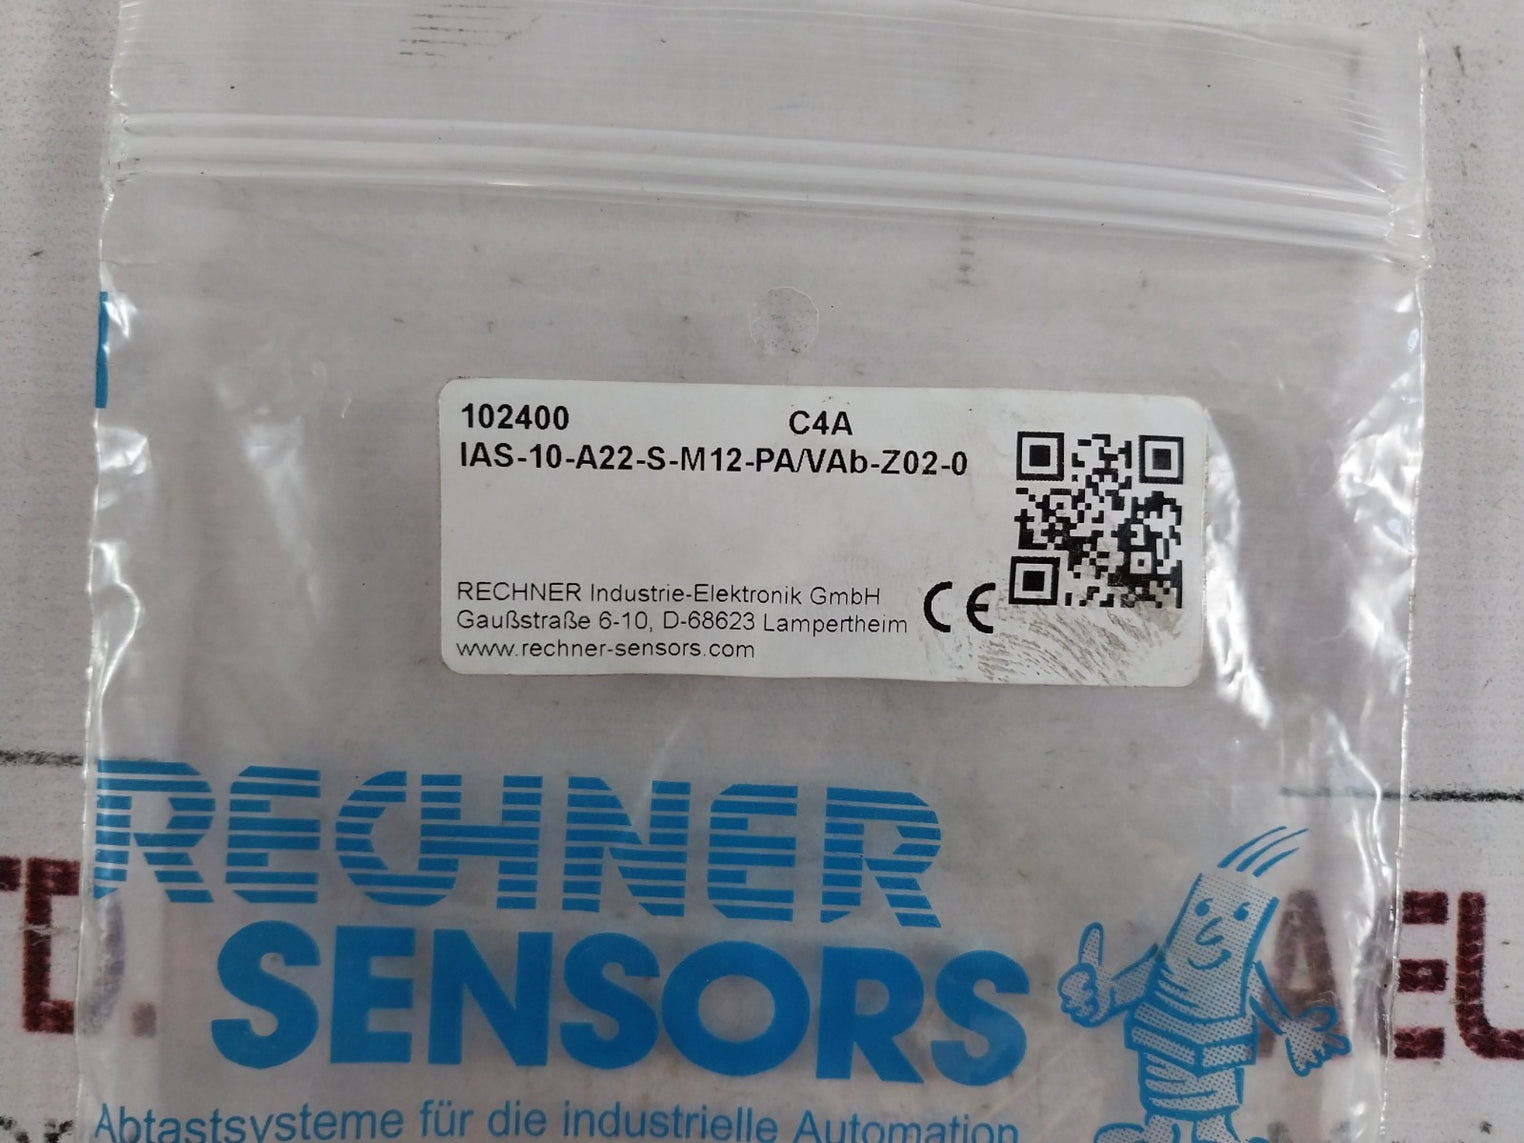 102400 C4A
IAS-10-A22-S-M12-PA/VAb-Z02-0
RECHNER Industrie-Elektronik GmbH
Gaußstraße 6-10, D-68623 Lampertheim
www.rechner-sensors.com
CE
RECHNER
SENSORS
Abtastsysteme für die industrielle Automation